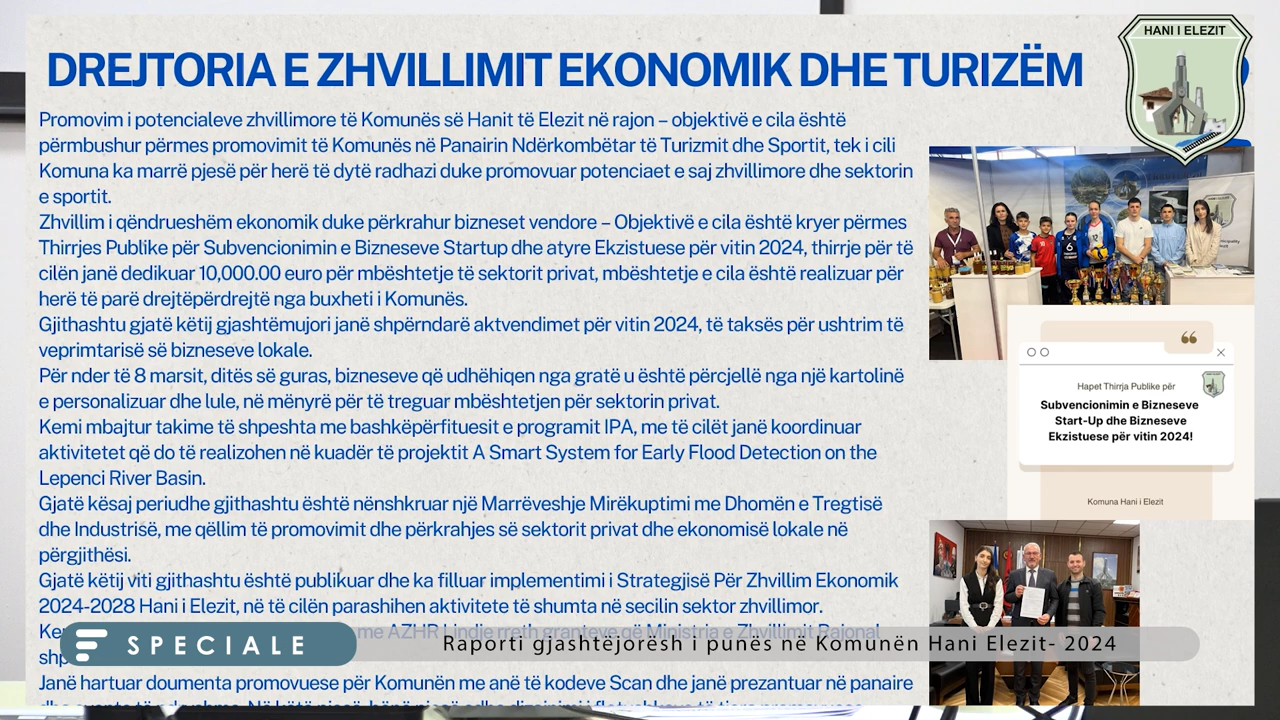 HANI I ELEZIT
DREJTORIA E ZHVILLIMIT EKONOMIK DHE TURIZËM
Promovim i potencialeve zhvillimore të Komunës së Hanit të Elezit në rajon – objektivë e cila është
përmbushur përmes promovimit të Komunës në Panairin Ndërkombëtar të Turizmit dhe Sportit, tek i cili
Komuna ka marrë pjesë për herë të dytë radhazi duke promovuar potenciaet e saj zhvillimore dhe sektorin
e sportit.
Zhvillim i qëndrueshëm ekonomik duke përkrahur bizneset vendore – Objektivë e cila është kryer përmes
Thirrjes Publike për Subvencionimin e Bizneseve Startup dhe atyre Ekzistuese për vitin 2024, thirrje për të
cilën janë dedikuar 10,000.00 euro për mbështetje të sektorit privat, mbështetje e cila është realizuar për
herë të parë drejtëpërdrejtë nga buxheti i Komunës.
Gjithashtu gjatë këtij gjashtëmujori janë shpërndarë aktvendimet për vitin 2024, të taksës për ushtrim të
veprimtarisë së bizneseve lokale.
Për nder të 8 marsit, ditës së guras, bizneseve që udhëhiqen nga gratë u është përcjellë nga një kartolinë
e personalizuar dhe lule, në mënyrë për të treguar mbështetjen për sektorin privat.
Kemi mbajtur takime të shpeshta me bashkëpërfituesit e programit IPA, me të cilët janë koordinuar
aktivitetet që do të realizohen në kuadër të projektit A Smart System for Early Flood Detection on the
Lepenci River Basin.
Gjatë kësaj periudhe gjithashtu është nënshkruar një Marrëveshje Mirëkuptimi me Dhomën e Tregtisë
dhe Industrisë, me qëllim të promovimit dhe përkrahjes së sektorit privat dhe ekonomisë lokale në
përgjithësi.
Gjatë këtij viti gjithashtu është publikuar dhe ka filluar implementimi i Strategjisë Për Zhvillim Ekonomik
2024-2028 Hani i Elezit, në të cilën parashihen aktivitete të shumta në secilin sektor zhvillimor.
me AZHR Lindje rreth granteve që Ministria e Zhvillimit Rajonal
Janë hartuar doumenta promovuese për Komunën me anë të kodeve Scan dhe janë prezantuar në panaire
Hapet Thirrja Publike për
Subvencionimin e Bizneseve
Start-Up dhe Bizneseve
Ekzistuese për vitin 2024!
Komuna Hani i Elezit
SPECIALE
Raporti gjashtëjorësh i punës në Komunën Hani Elezit- 2024